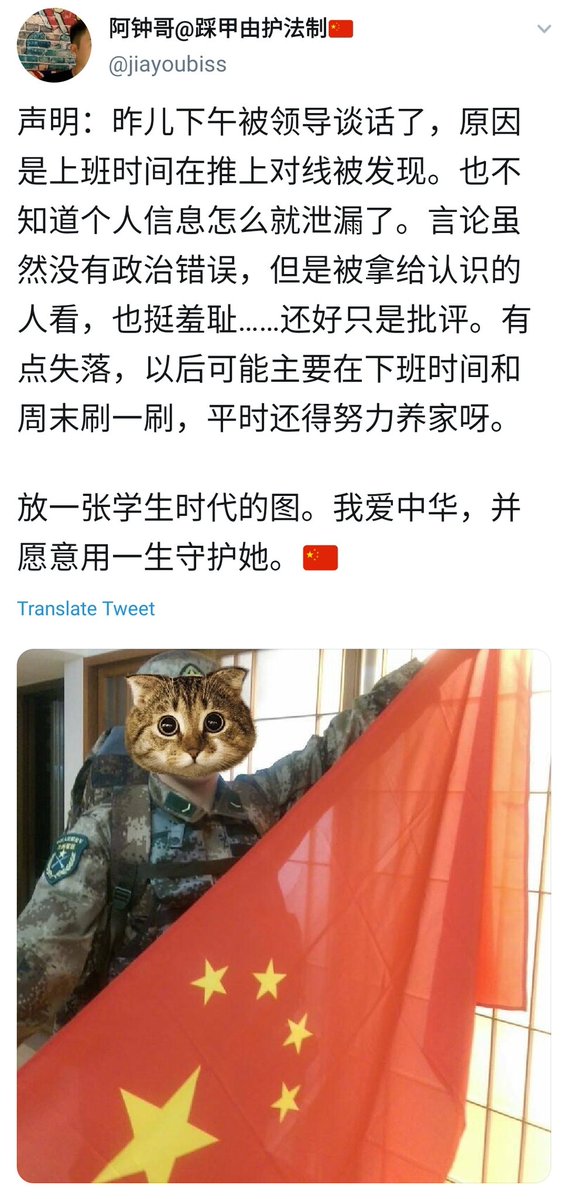 阿钟哥@踩甲由护法制🇨🇳
@jiayoubiss
声明：昨儿下午被领导谈话了，原因
是上班时间在推上对线被发现。也不
知道个人信息怎么就泄漏了。言论虽
然没有政治错误，但是被拿给认识的
人看，也挺羞耻……还好只是批评。有
点失落，以后可能主要在下班时间和
周末刷一刷，平时还得努力养家呀。
放一张学生时代的图。我爱中华，并
愿意用一生守护她。🇨🇳
Translate Tweet